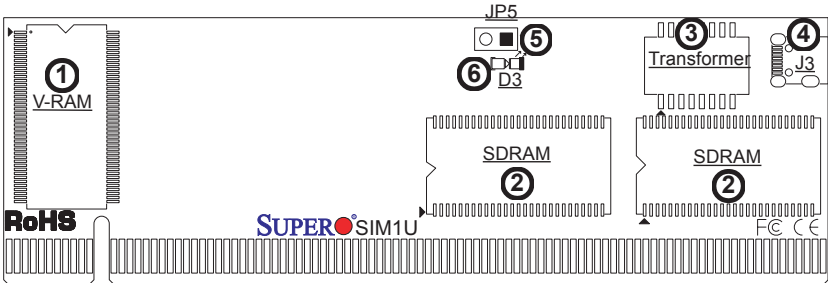 JP5
5
3
4
1
V-RAM
6
D3
Transformer
J3
SDRAM
2
SDRAM
2
RoHS
SUPER SIM1U
FC CE